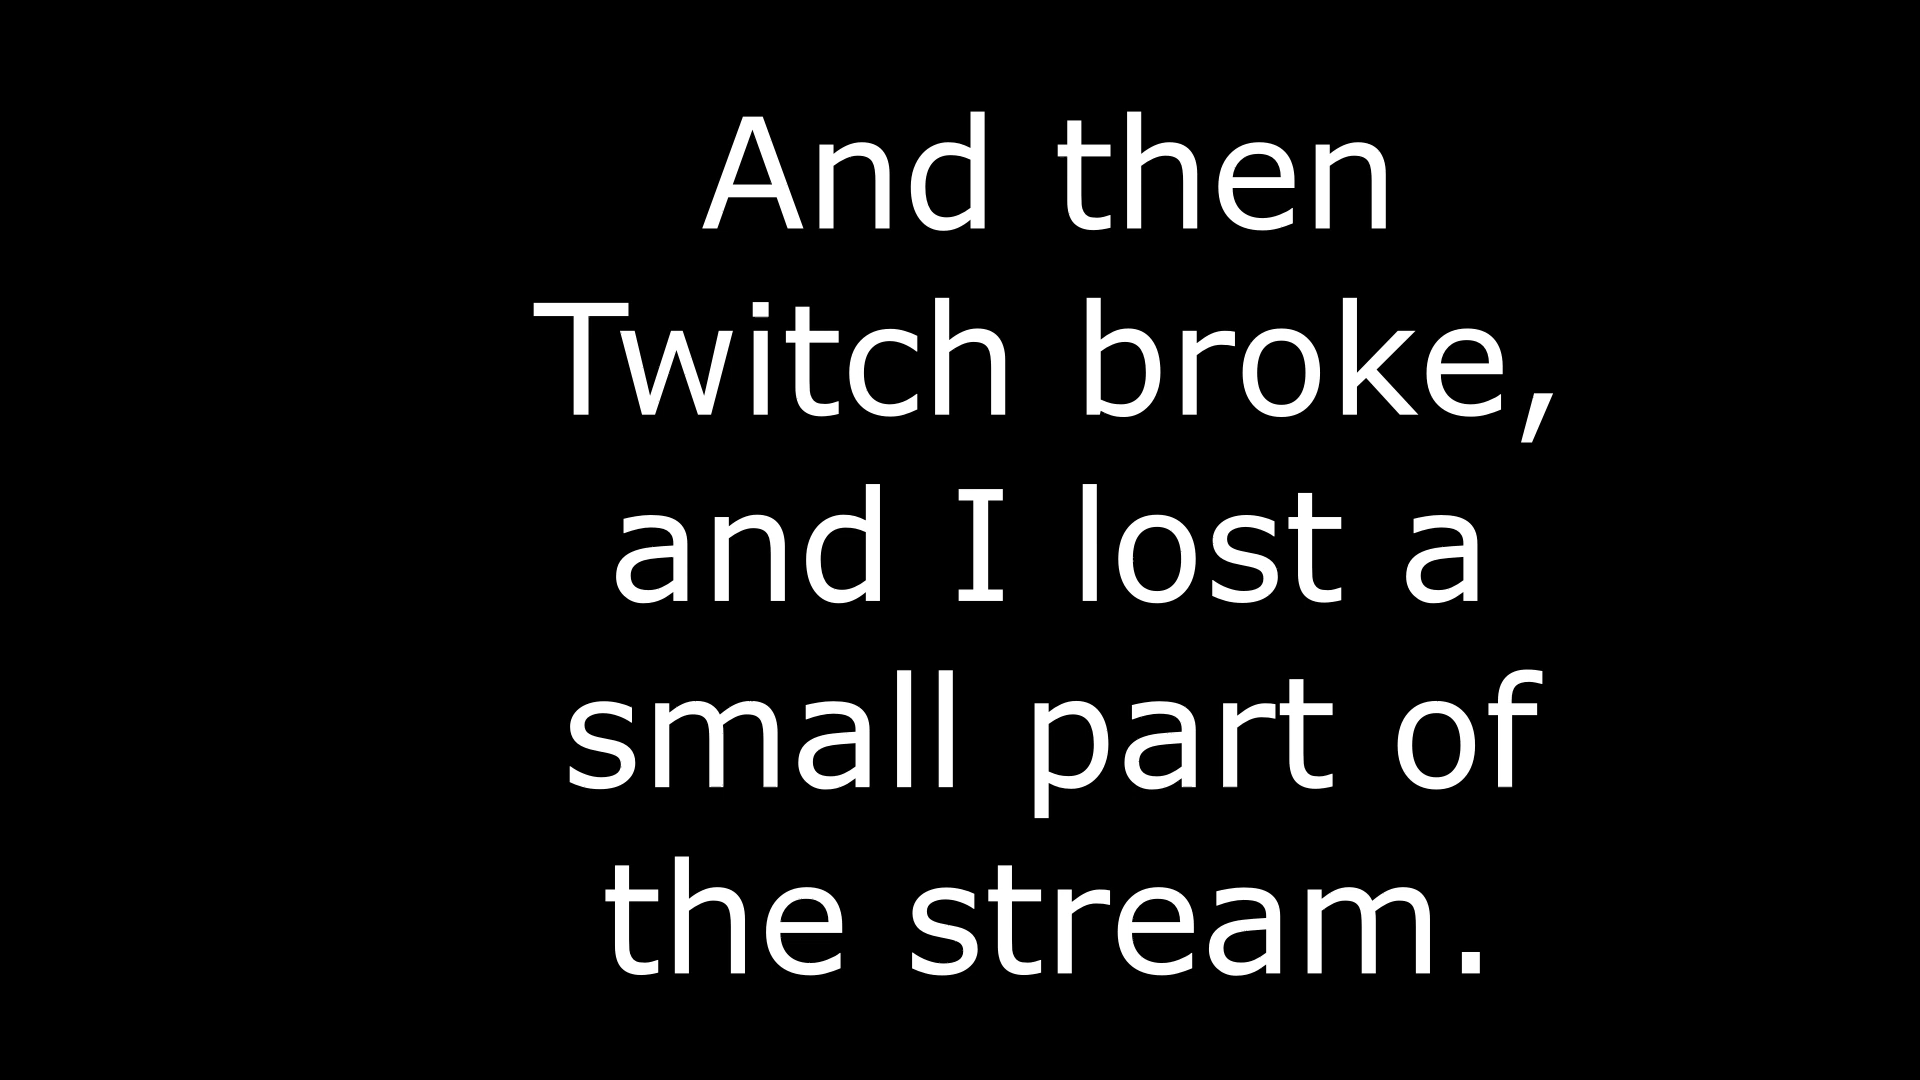 And then
Twitch broke,
and I lost a
small part of
the stream.